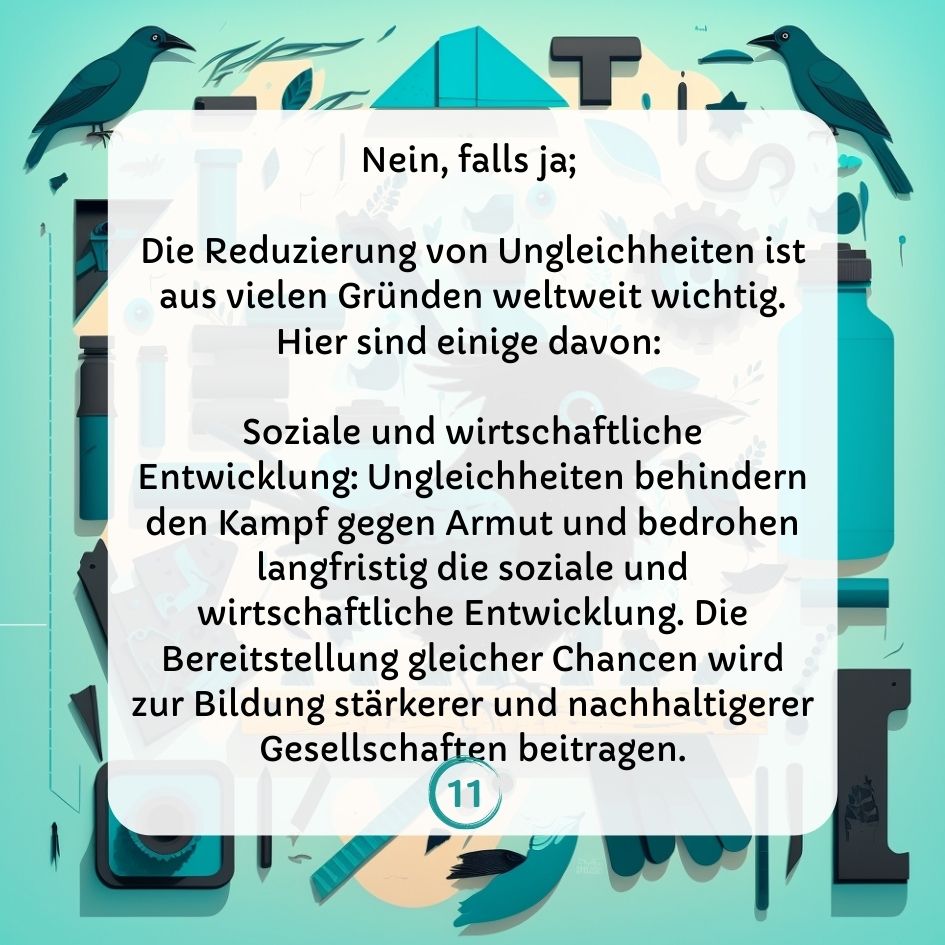 Nein, falls ja;
Die Reduzierung von Ungleichheiten ist
aus vielen Gründen weltweit wichtig.
Hier sind einige davon:
Soziale und wirtschaftliche
Entwicklung: Ungleichheiten behindern
den Kampf gegen Armut und bedrohen
langfristig die soziale und
wirtschaftliche Entwicklung. Die
Bereitstellung gleicher Chancen wird
zur Bildung stärkerer und nachhaltigerer
Gesellschaften beitragen.
11